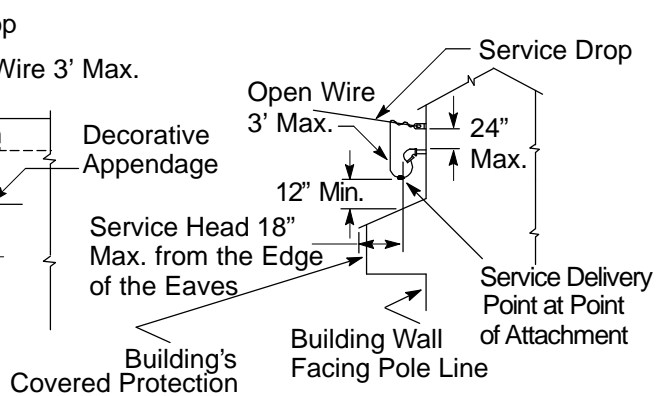 Wire 3’ Max.
Decorative
Appendage
Service Drop
Open Wire
3’ Max.
24”
Max.
12” Min.
Service Head 18”
Max. from the Edge
of the Eaves
Service Delivery
Point at Point
of Attachment
Building Wall
Facing Pole Line
Building’s
Covered Protection